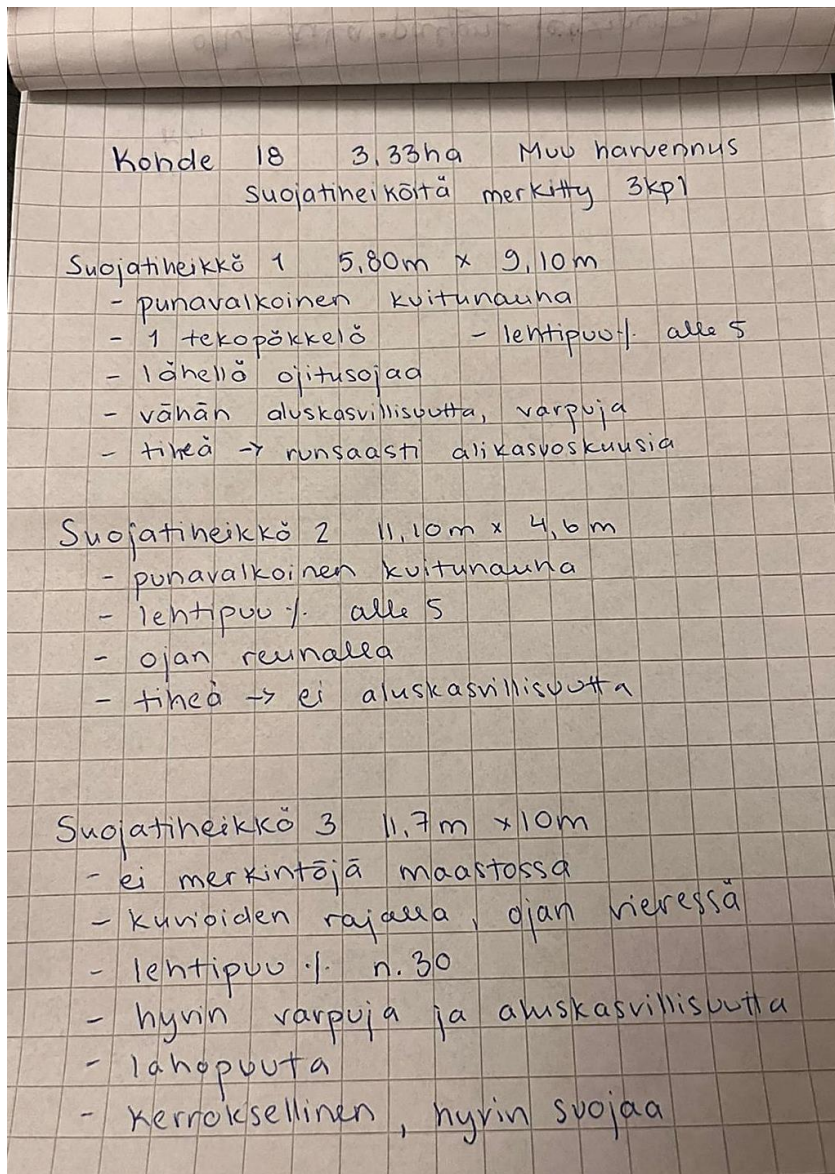 Kohde 18 3,33ha Muu harvennus
Suojatiheiköitä merkitty 3kpl
Suojatiheikkö 1 5,80m x 9,10m
- punavalkoinen kuitunauha
- 1 tekopökkelö - lehtipuu % alle 5
- lähellä ojitusojaa
- vähän aluskasvillisuutta, varpuja
- tiheä -> runsaasti alikasvoskuusia
Suojatiheikkö 2 11,10m x 4,6m
- punavalkoinen kuitunauha
- lehtipuu % alle 5
- ojan reunalla
- tiheä -> ei aluskasvillisuutta
Suojatiheikkö 3 11,7m x 10m
- ei merkintöjä maastossa
- kuvioiden rajalla, ojan vieressä
- lehtipuu % n. 30
- hyvin varpuja ja aluskasvillisuutta
- lahopuuta
- kerroksellinen, hyvin suojaa